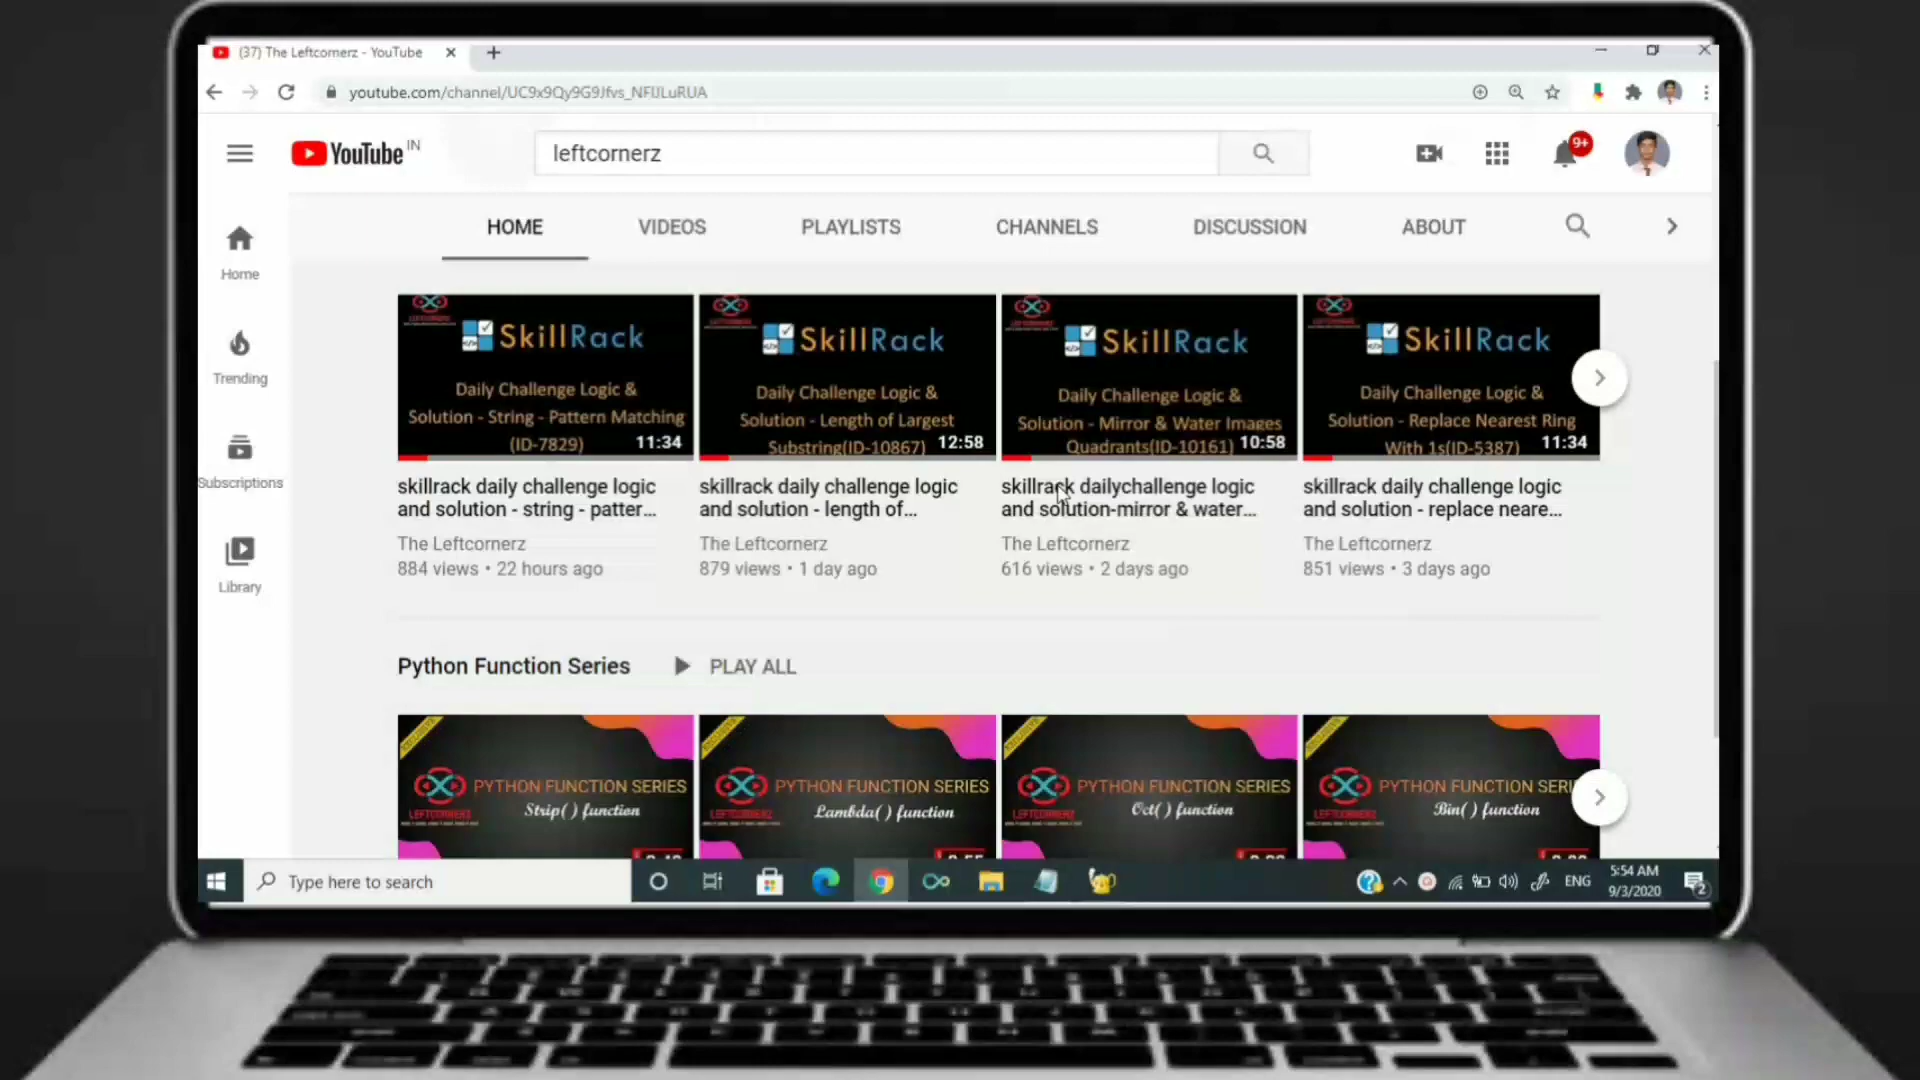 (37) The Leftcornerz - YouTube
youtube.com/channel/
YouTube IN
leftcornerz
9+
HOME VIDEOS PLAYLISTS CHANNELS DISCUSSION ABOUT
Home
Trending
Subscriptions
Library
SkillRack
Daily Challenge Logic &
Solution - String - Pattern Matching
(ID-7829)
11:34
skillrack daily challenge logic
and solution - string - patter...
The Leftcornerz
884 views • 22 hours ago
SkillRack
Daily Challenge Logic &
Solution - Length of Largest
Substring(ID-10867)
12:58
skillrack daily challenge logic
and solution - length of...
The Leftcornerz
879 views • 1 day ago
SkillRack
Daily Challenge Logic &
Solution - Mirror & Water Images
Quadrants(ID-10161)
10:58
skillrack dailychallenge logic
and solution-mirror & water...
The Leftcornerz
616 views • 2 days ago
SkillRack
Daily Challenge Logic &
Solution - Replace Nearest Ring
With 1s(ID-5387)
11:34
skillrack daily challenge logic
and solution - replace neare...
The Leftcornerz
851 views • 3 days ago
Python Function Series PLAY ALL
PYTHON FUNCTION SERIES
Strip( ) function
LEFTCORNERZ
PYTHON FUNCTION SERIES
Lambda( ) function
LEFTCORNERZ
PYTHON FUNCTION SERIES
Oct( ) function
LEFTCORNERZ
PYTHON FUNCTION SERI
Bin( ) function
LEFTCORNERZ
Type here to search
ENG
5:54 AM
9/3/2020
2